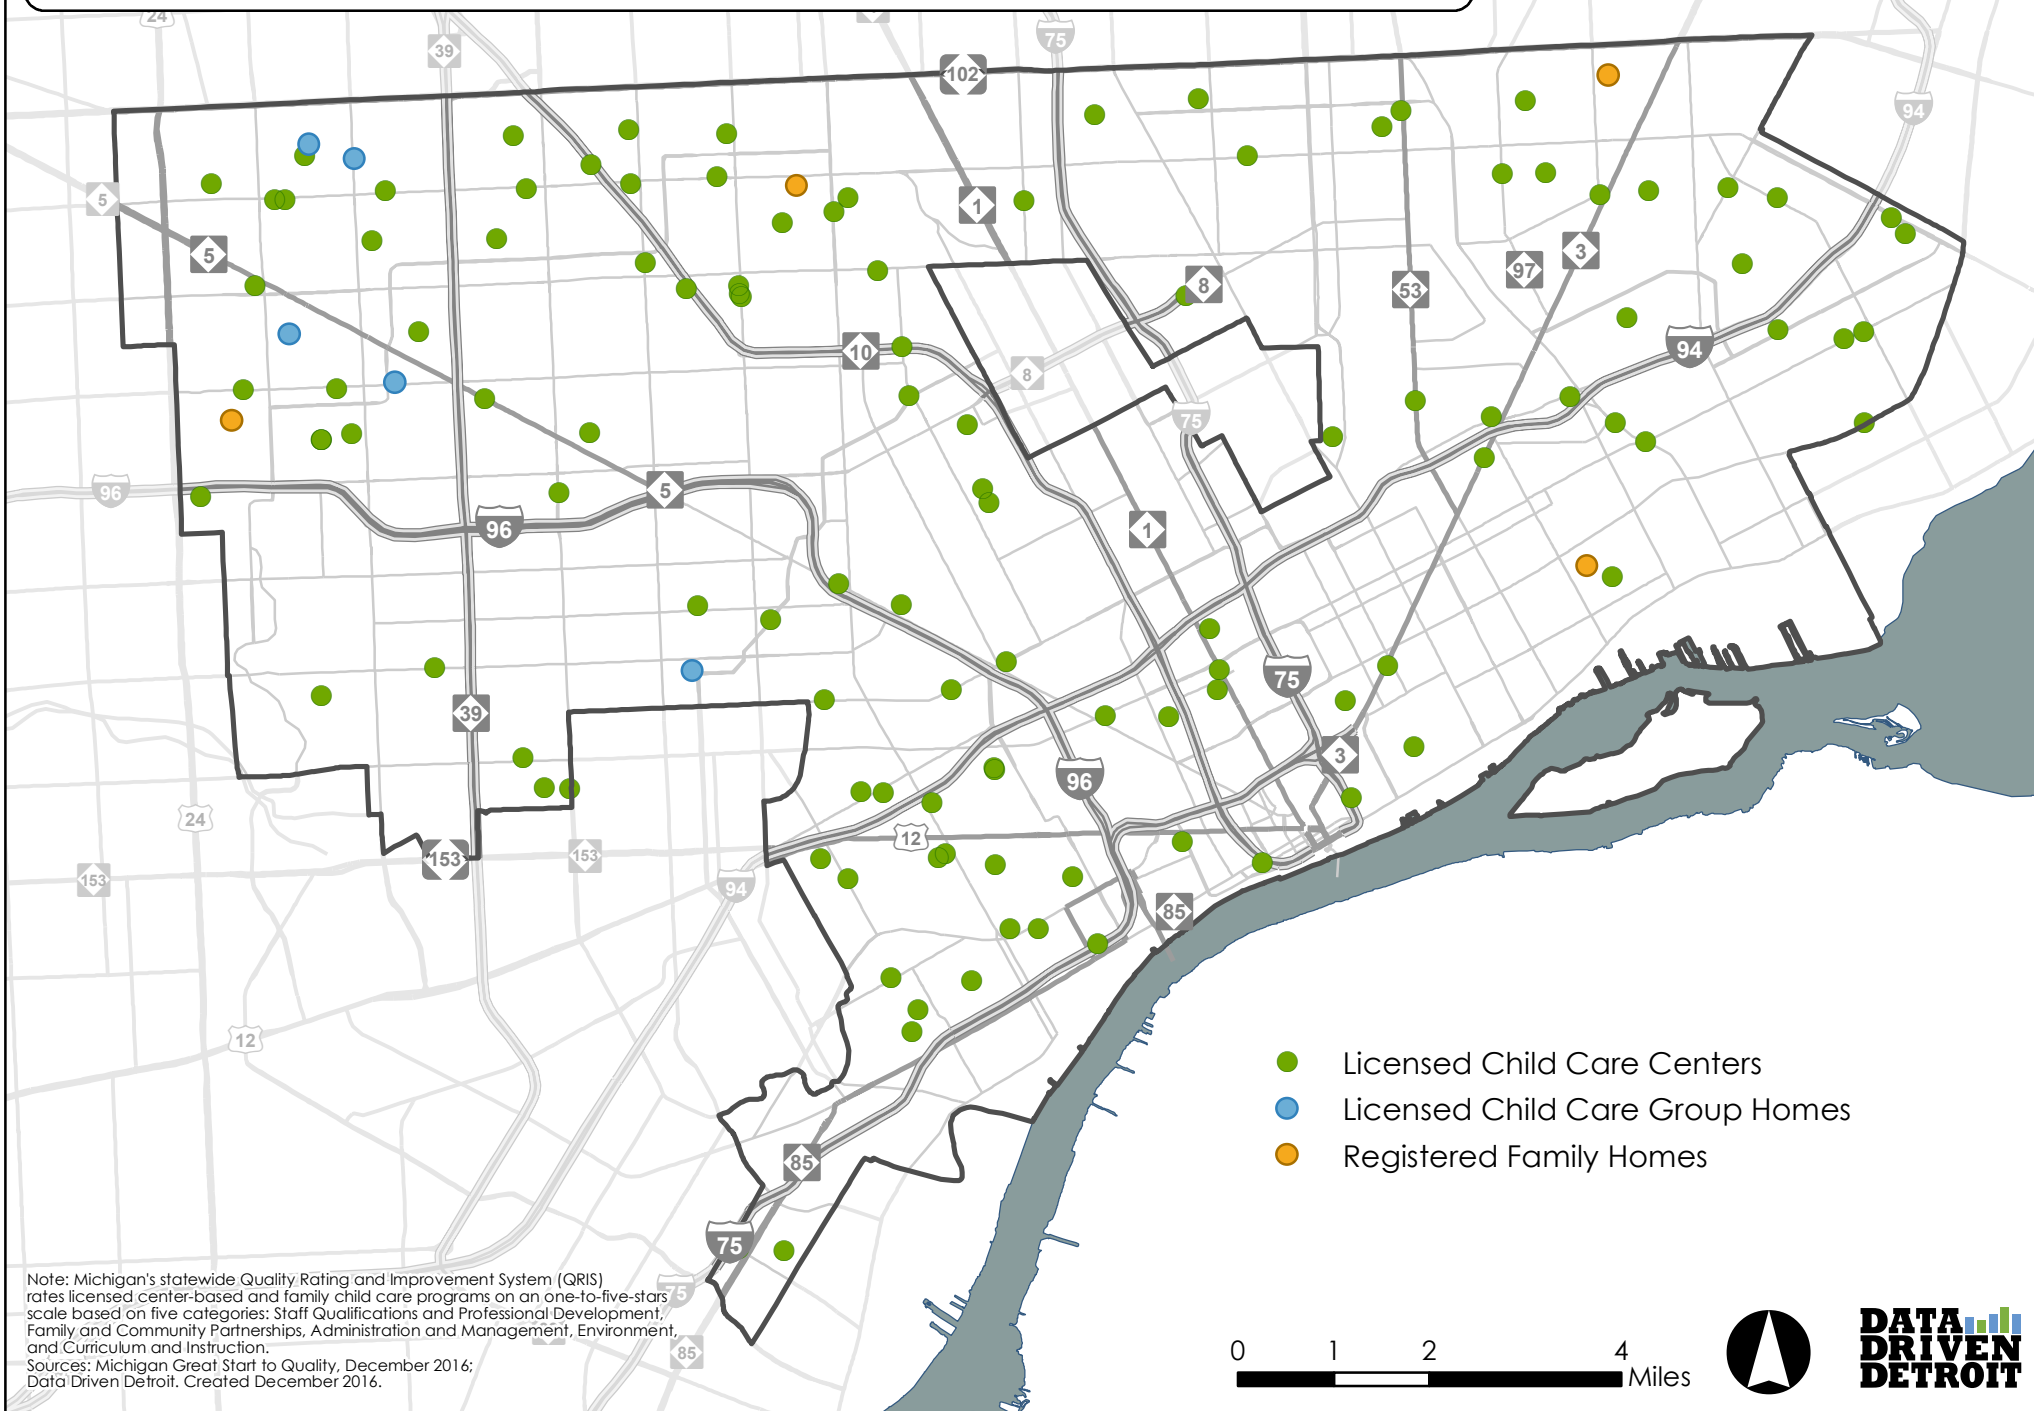 24
39
75
102
94
5
1
5
3
97
8
53
10
94
8
75
96
5
96
1
75
39
3
96
24
12
153
153
153
94
85
12
85
75
75
85
Licensed Child Care Centers
Licensed Child Care Group Homes
Registered Family Homes
Note: Michigan's statewide Quality Rating and Improvement System (QRIS)
rates licensed center-based and family child care programs on an one-to-five-stars
scale based on five categories: Staff Qualifications and Professional Development,
Family and Community Partnerships, Administration and Management, Environment,
and Curriculum and Instruction.
Sources: Michigan Great Start to Quality, December 2016;
Data Driven Detroit. Created December 2016.
0 1 2 4
Miles
DATA
DRIVEN
DETROIT